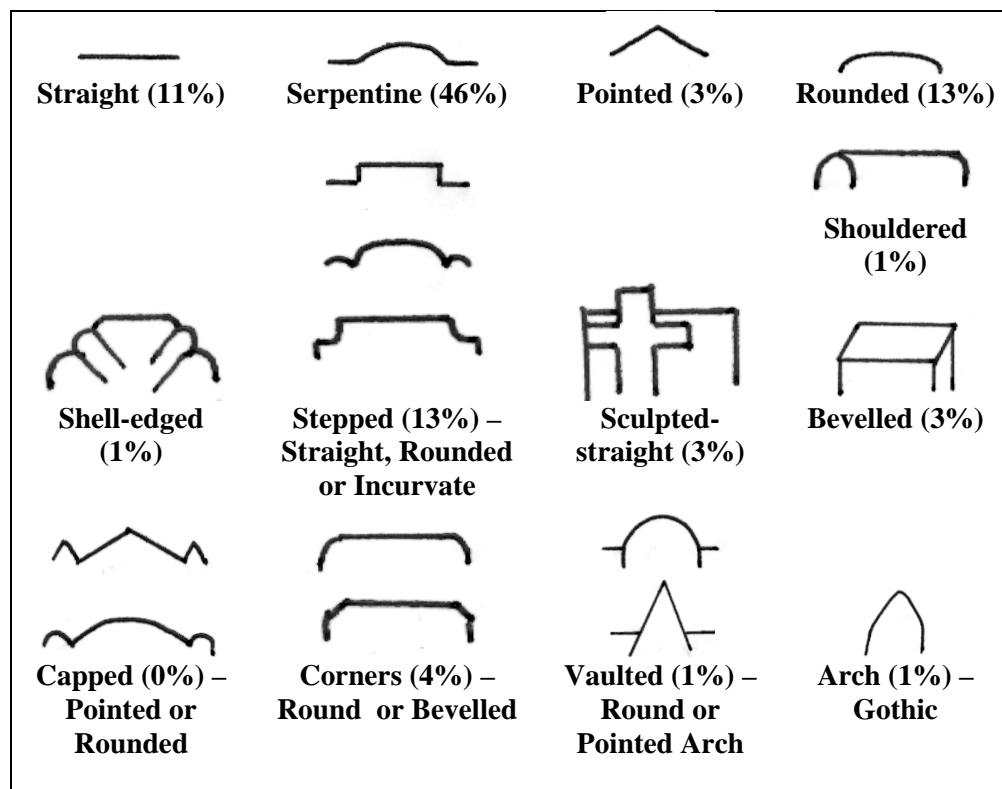 Straight (11%)
Serpentine (46%)
Pointed (3%)
Rounded (13%)
Shouldered
(1%)
Shell-edged
(1%)
Stepped (13%) –
Straight, Rounded
or Incurvate
Sculpted-
straight (3%)
Bevelled (3%)
Capped (0%) –
Pointed or
Rounded
Corners (4%) –
Round or Bevelled
Vaulted (1%) –
Round or
Pointed Arch
Arch (1%) –
Gothic